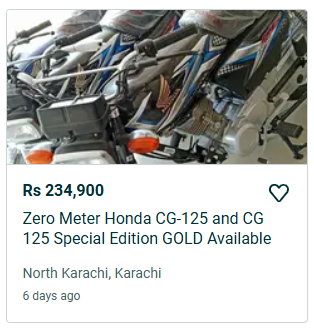 Rs 234,900
Zero Meter Honda CG-125 and CG
125 Special Edition GOLD Available
North Karachi, Karachi
6 days ago